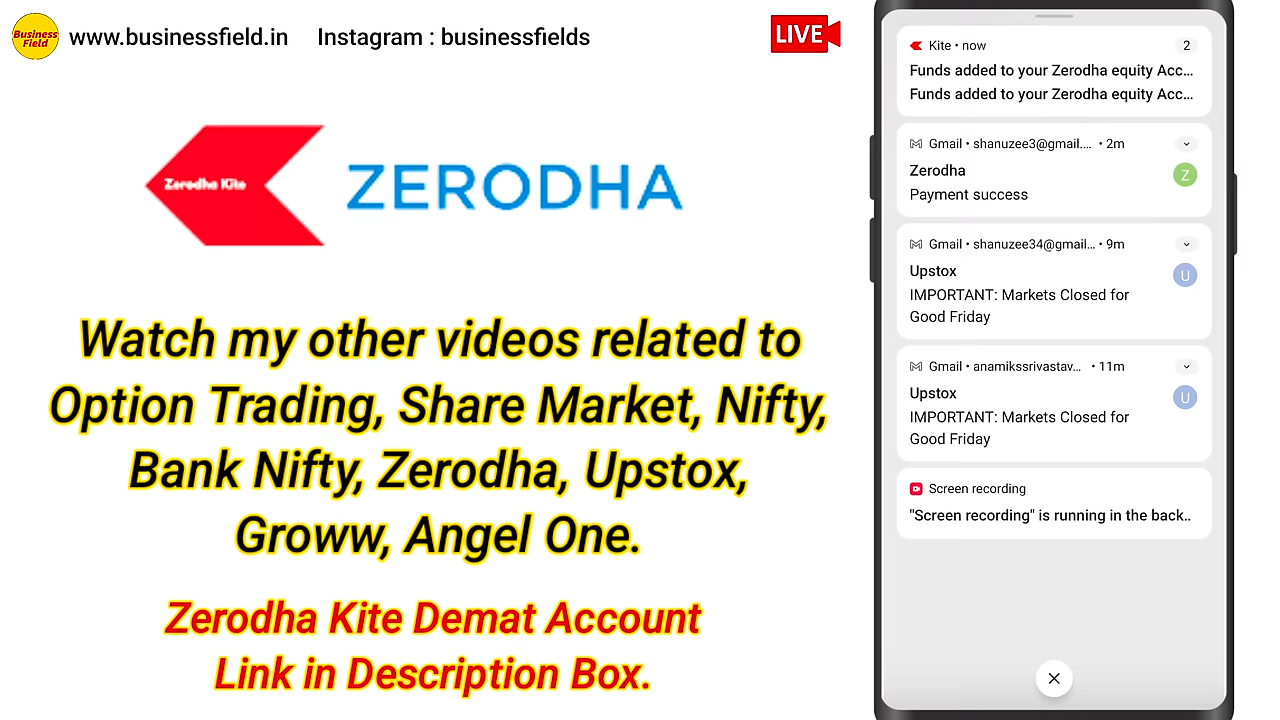 Business
Field
www.businessfield.in
Instagram : businessfields
LIVE
Zerodha Kite
ZERODHA
Watch my other videos related to
Option Trading, Share Market, Nifty,
Bank Nifty, Zerodha, Upstox,
Groww, Angel One.
Zerodha Kite Demat Account
Link in Description Box.
Kite • now
2
Funds added to your Zerodha equity Acc...
Funds added to your Zerodha equity Acc...
Gmail • shanuzee3@gmail.... • 2m
Zerodha
Z
Payment success
Gmail • shanuzee34@gmail... • 9m
Upstox
U
IMPORTANT: Markets Closed for
Good Friday
Gmail • anamikssrivastav... • 11m
Upstox
U
IMPORTANT: Markets Closed for
Good Friday
Screen recording
"Screen recording" is running in the back..